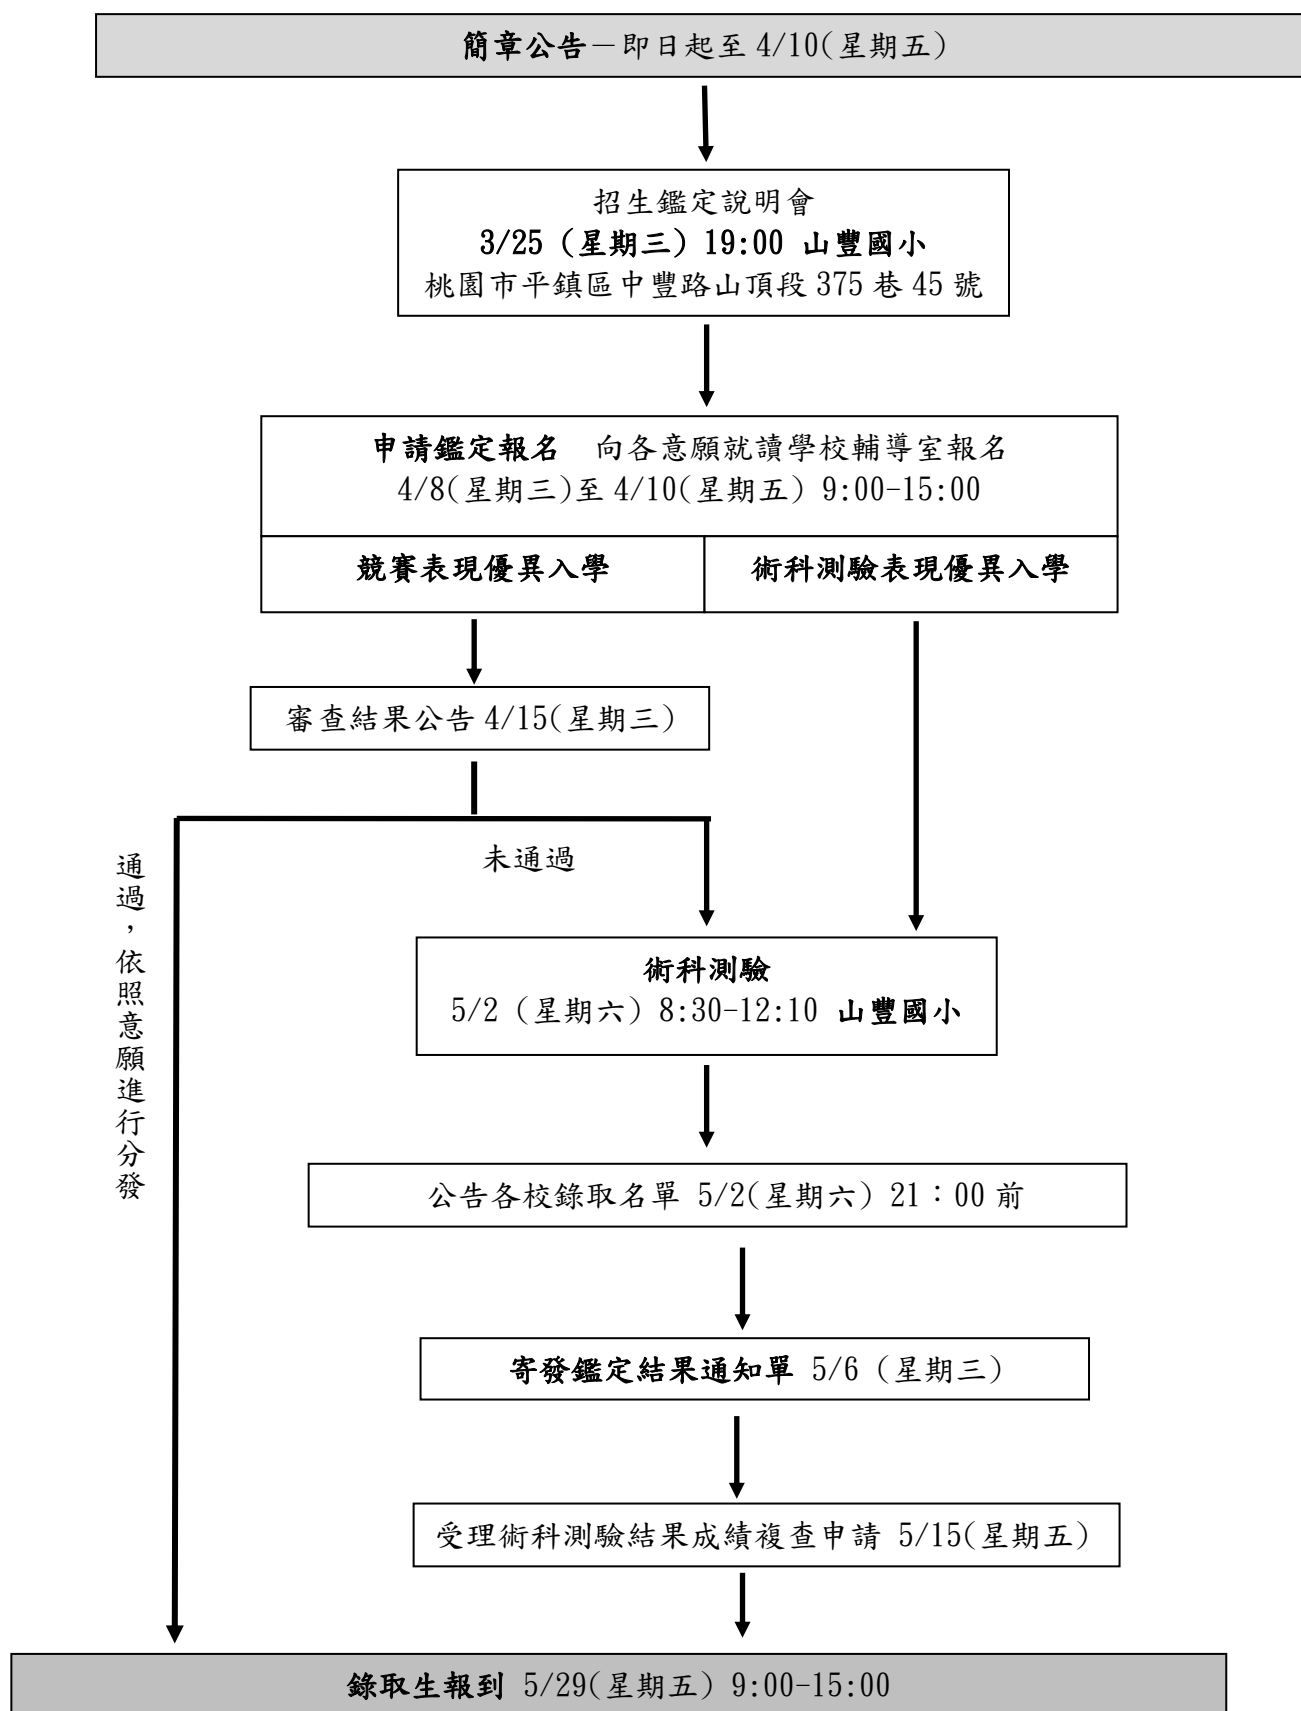 簡章公告－即日起至 4/10(星期五)
招生鑑定說明會
3/25 (星期三) 19:00 山豐國小
桃園市平鎮區中豐路山頂段 375 巷 45 號
申請鑑定報名　向各意願就讀學校輔導室報名
4/8(星期三)至 4/10(星期五) 9:00-15:00
競賽表現優異入學
術科測驗表現優異入學
審查結果公告 4/15(星期三)
未通過
通過，依照意願進行分發
術科測驗
5/2 (星期六) 8:30-12:10 山豐國小
公告各校錄取名單 5/2(星期六) 21：00 前
寄發鑑定結果通知單 5/6 (星期三)
受理術科測驗結果成績複查申請 5/15(星期五)
錄取生報到 5/29(星期五) 9:00-15:00